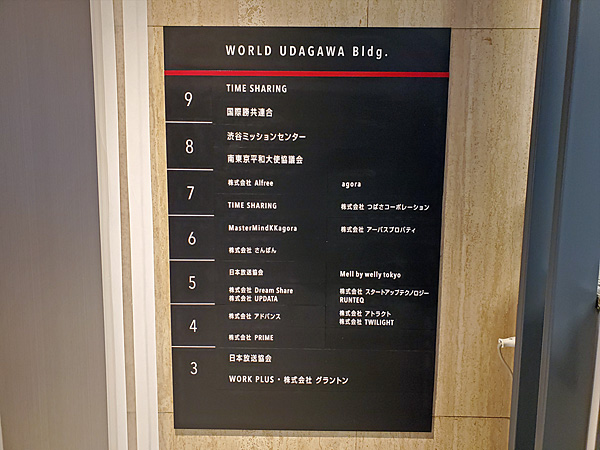 WORLD UDAGAWA Bldg.
9
TIME SHARING
国際勝共連合
8
渋谷ミッションセンター
南東京平和大使協議会
7
株式会社 Alfree
agora
TIME SHARING
株式会社 つばさコーポレーション
6
MasterMindKKagora
株式会社 アーバスプロパティ
株式会社 さんぱん
5
日本放送協会
Mell by welly tokyo
株式会社 Dream Share
株式会社 スタートアップテクノロジー
株式会社 UPDATA
RUNTEQ
4
株式会社 アドバンス
株式会社 アトラクト
株式会社 TWILIGHT
株式会社 PRIME
3
日本放送協会
WORK PLUS・株式会社 グラントン